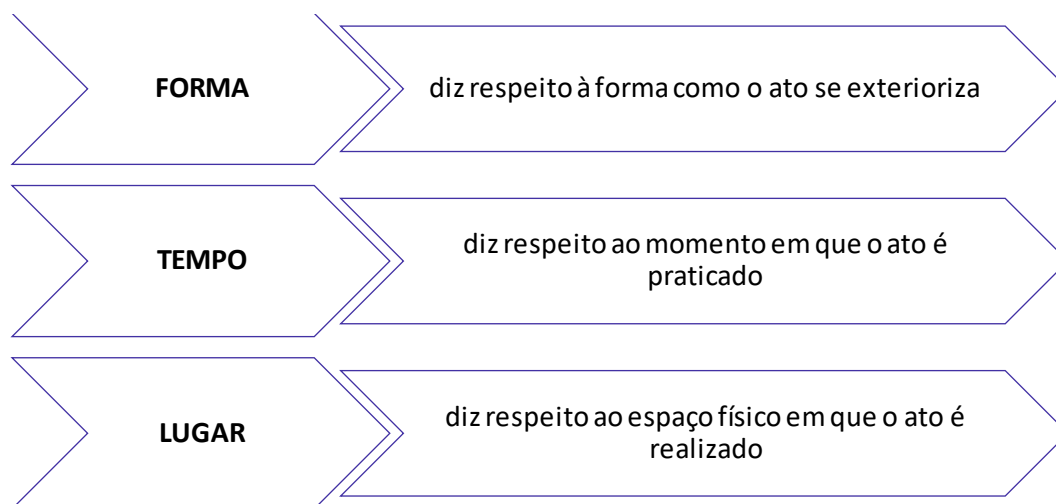 FORMA
diz respeito à forma como o ato se exterioriza
TEMPO
diz respeito ao momento em que o ato é
praticado
LUGAR
diz respeito ao espaço físico em que o ato é
realizado